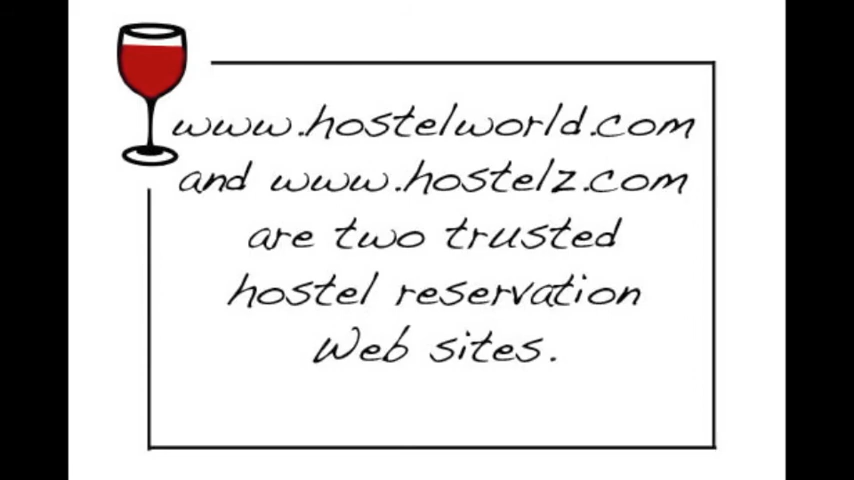 www.hostelworld.com
and www.hostelz.com
are two trusted
hostel reservation
Web sites.